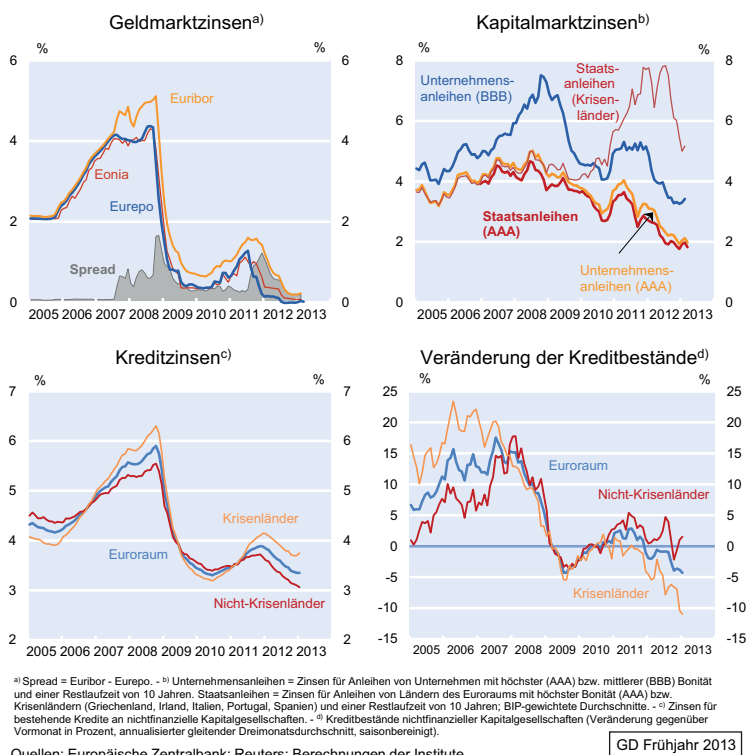 Geldmarktzinsen a)
% %
6 6
4 4
2 2
0 0
Euribor
Eonia
Eurepo
Spread
2005 2006 2007 2008 2009 2010 2011 2012 2013
Kapitalmarktzinsen b)
% %
8 8
6 6
4 4
2 2
0 0
Unternehmens-
anleihen (BBB)
Staats-
anleihen
(Krisen-
länder)
Staatsanleihen
(AAA)
Unternehmens-
anleihen (AAA)
2005 2006 2007 2008 2009 2010 2011 2012 2013
Kreditzinsen c)
% %
7 7
6 6
5 5
4 4
3 3
2 2
Krisenländer
Euroraum
Nicht-Krisenländer
2005 2006 2007 2008 2009 2010 2011 2012 2013
Veränderung der Kreditbestände d)
% %
25 25
20 20
15 15
10 10
5 5
0 0
-5 -5
-10 -10
-15 -15
Euroraum
Nicht-Krisenländer
Krisenländer
2005 2006 2007 2008 2009 2010 2011 2012 2013
a) Spread = Euribor - Eurepo. - b) Unternehmensanleihen = Zinsen für Anleihen von Unternehmen mit höchster (AAA) bzw. mittlerer (BBB) Bonität
und einer Restlaufzeit von 10 Jahren. Staatsanleihen = Zinsen für Anleihen von Ländern des Euroraums mit höchster Bonität (AAA) bzw.
Krisenländern (Griechenland, Irland, Italien, Portugal, Spanien) und einer Restlaufzeit von 10 Jahren; BIP-gewichtete Durchschnitte. - c) Zinsen für
bestehende Kredite an nichtfinanzielle Kapitalgesellschaften. - d) Kreditbestände nichtfinanzieller Kapitalgesellschaften (Veränderung gegenüber
Vormonat in Prozent, annualisierter gleitender Dreimonatsdurchschnitt, saisonbereinigt).
Quellen: Europäische Zentralbank; Reuters; Berechnungen der Institute.
GD Frühjahr 2013